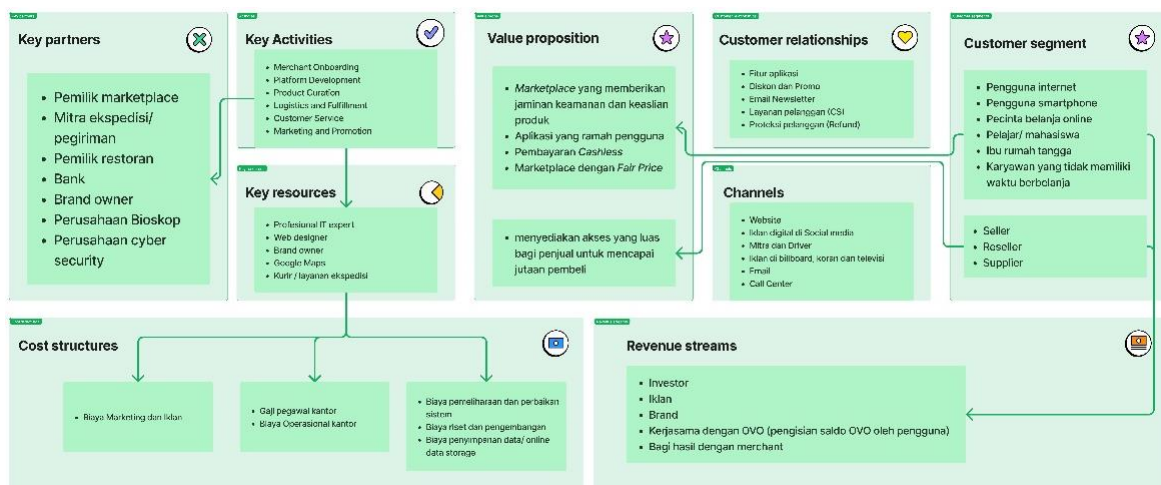 Key partners
Pemilik marketplace
Mitra ekspedisi/
pegiriman
Pemilik restoran
Bank
Brand owner
Perusahaan Bioskop
Perusahaan cyber
security
Key Activities
Merchant Onboarding
Platform Development
Product Curation
Logistics and Fulfillment
Customer Service
Marketing and Promotion
Key resources
Profesional IT expert
Web designer
Brand owner
Google Maps
Kurir / layanan ekspedisi
Value proposition
Marketplace yang memberikan
jaminan keamanan dan keaslian
produk
Aplikasi yang ramah pengguna
Pembayaran Cashless
Marketplace dengan Fair Price
menyediakan akses yang luas
bagi penjual untuk mencapai
jutaan pembeli
Customer relationships
Fitur aplikasi
Diskon dan Promo
Email Newsletter
Layanan pelanggan (CS)
Proteksi pelanggan (Refund)
Channels
Website
Iklan digital di Social media
Mitra dan Driver
Iklan di billboard, koran dan televisi
Email
Call Center
Customer segment
Pengguna internet
Pengguna smartphone
Pecinta belanja online
Pelajar/ mahasiswa
Ibu rumah tangga
Karyawan yang tidak memiliki
waktu berbelanja
Seller
Reseller
Supplier
Cost structures
Biaya Marketing dan Iklan
Gaji pegawai kantor
Biaya Operasional kantor
Biaya pemeliharaan dan perbaikan
sistem
Biaya riset dan pengembangan
Biaya penyimpanan data/ online
data storage
Revenue streams
Investor
Iklan
Brand
Kerjasama dengan OVO (pengisian saldo OVO oleh pengguna)
Bagi hasil dengan merchant